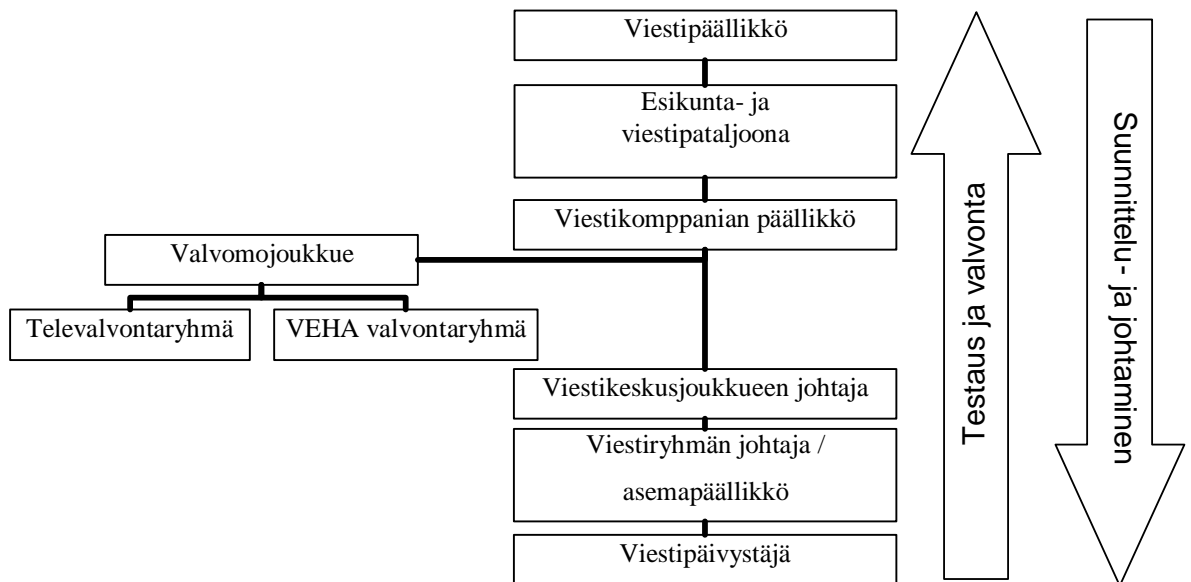 Viestipäällikkö
Esikunta- ja
viestipataljoona
Viestikomppanian päällikkö
Valvomojoukkue
Televalvontaryhmä
VEHA valvontaryhmä
Viestikeskusjoukkueen johtaja
Viestiryhmän johtaja /
asemapäällikkö
Viestipäivystäjä
Testaus ja valvonta
Suunnittelu- ja johtaminen